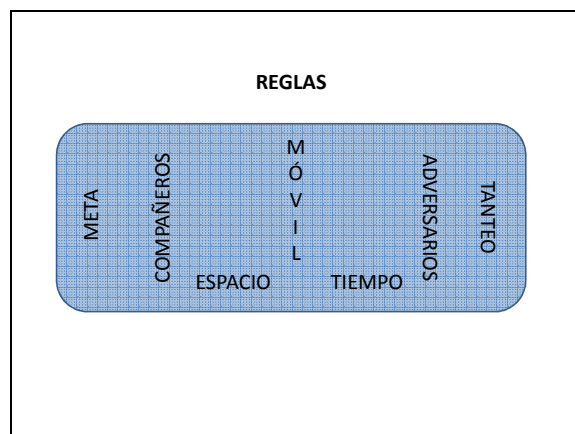 REGLAS
META
COMPAÑEROS
MÓVIL
ADVERSARIOS
TANTEO
ESPACIO
TIEMPO